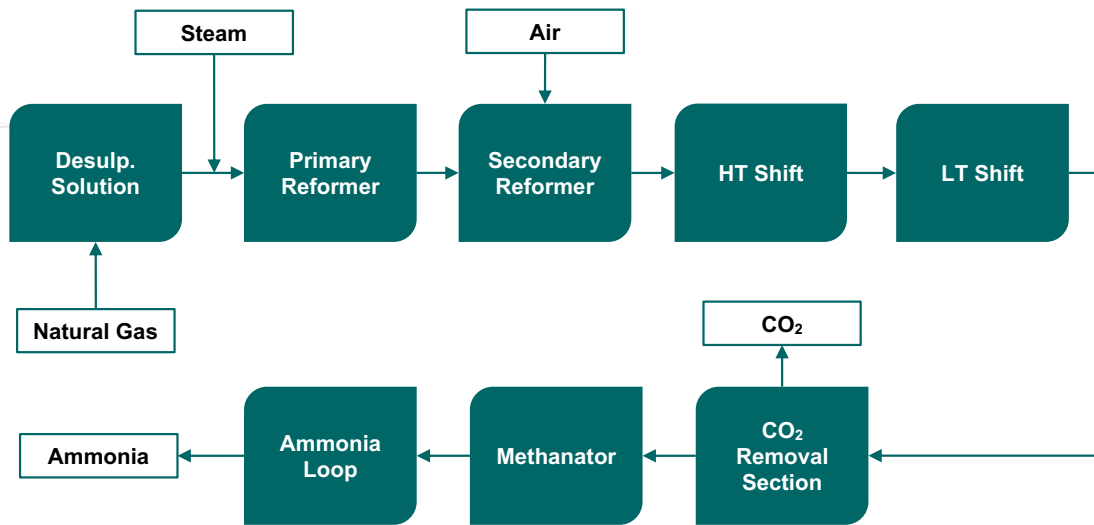 Steam
Air
Desulp.
Solution
Primary
Reformer
Secondary
Reformer
HT Shift
LT Shift
Natural Gas
CO₂
Ammonia
Ammonia
Loop
Methanator
CO₂
Removal
Section